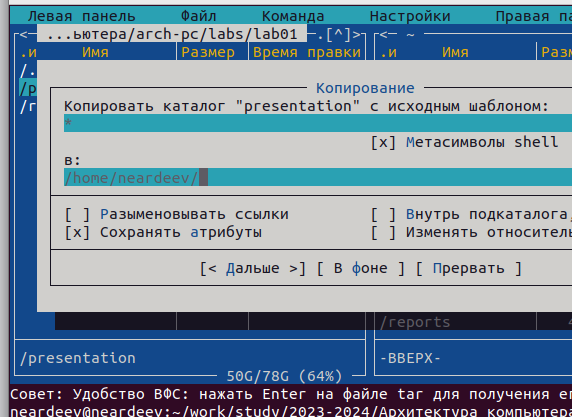 Левая панель Файл Команда Настройки Правая па
<— ...ьютера/arch-pc/labs/lab01 —.[^]> <— ~
.и Имя Размер Время правки .и Имя Разм
/.
/p
/r
Копирование
Копировать каталог "presentation" с исходным шаблоном:
*
[x] Метасимволы shell
в:
/home/neardeev/
[ ] Разыменовывать ссылки [ ] Внутрь подкаталога,
[x] Сохранять атрибуты [ ] Изменять относитель
[< Дальше >] [ В фоне ] [ Прервать ]
/reports 4
/presentation -ВВЕРХ-
50G/78G (64%)
Совет: Удобство ВФС: нажать Enter на файле tar для получения ег
neardeev@neardeev:~/work/study/2023-2024/Архитектура компьютер